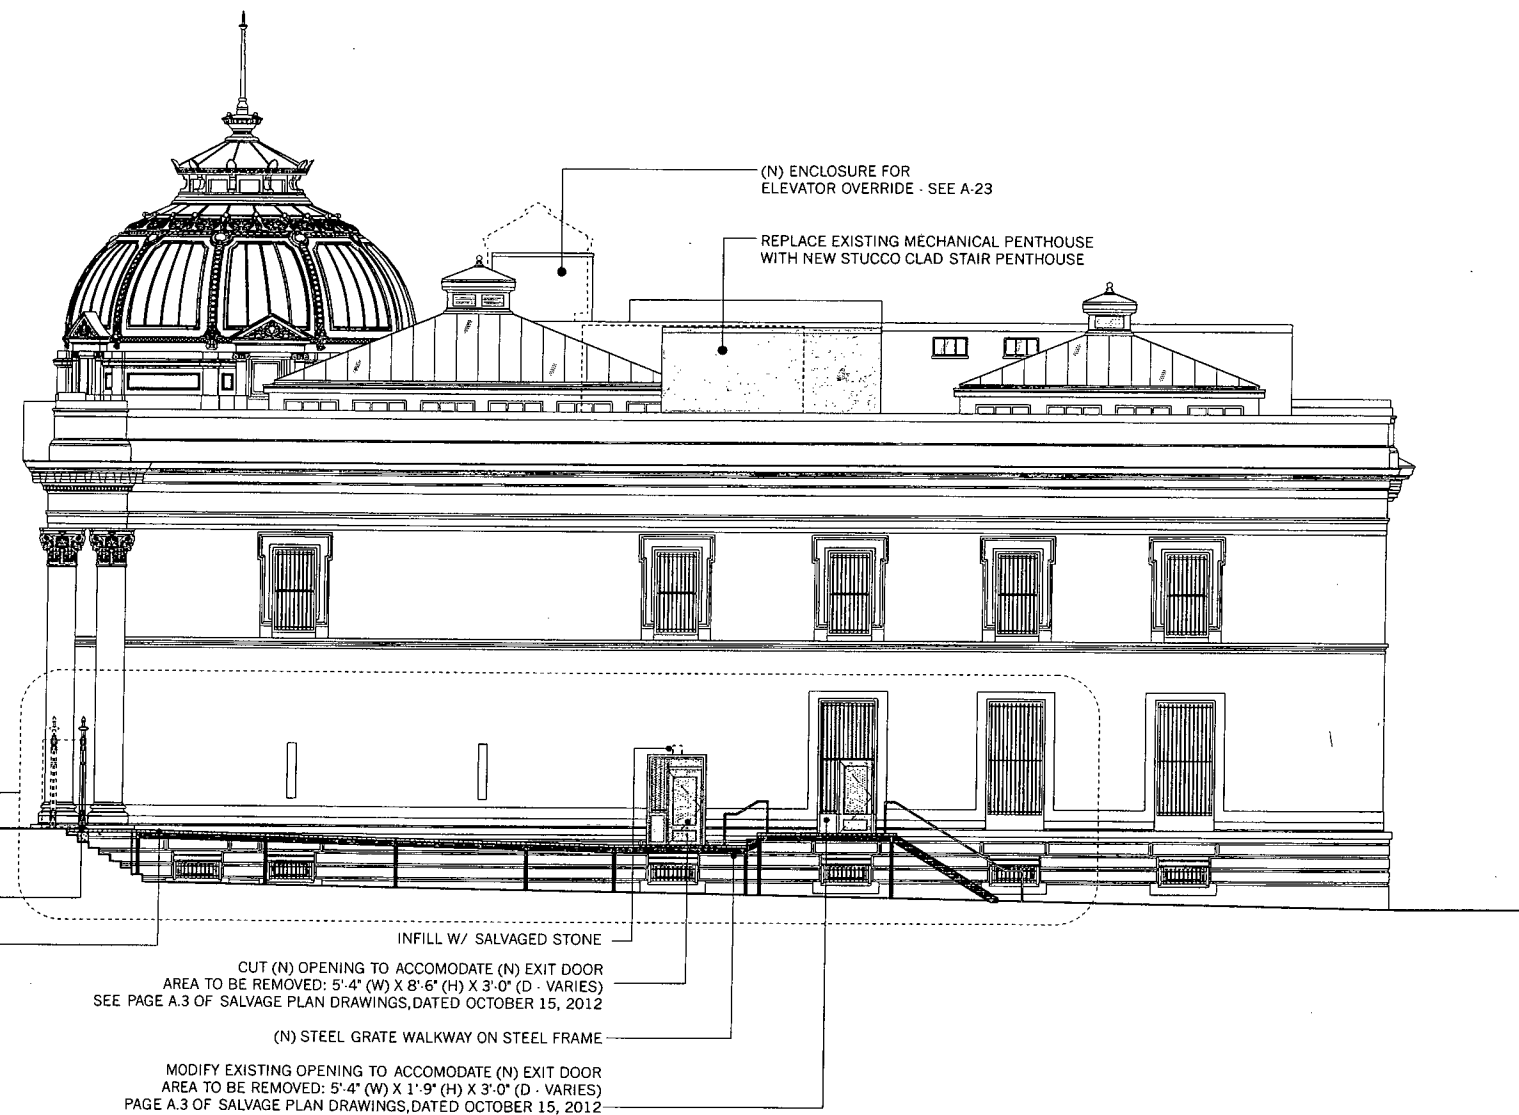 (N) ENCLOSURE FOR
ELEVATOR OVERRIDE - SEE A-23
REPLACE EXISTING MECHANICAL PENTHOUSE
WITH NEW STUCCO CLAD STAIR PENTHOUSE
INFILL W/ SALVAGED STONE
CUT (N) OPENING TO ACCOMODATE (N) EXIT DOOR
AREA TO BE REMOVED: 5'-4" (W) X 8'-6" (H) X 3'-0" (D - VARIES)
SEE PAGE A.3 OF SALVAGE PLAN DRAWINGS, DATED OCTOBER 15, 2012
(N) STEEL GRATE WALKWAY ON STEEL FRAME
MODIFY EXISTING OPENING TO ACCOMODATE (N) EXIT DOOR
AREA TO BE REMOVED: 5'-4" (W) X 1'-9" (H) X 3'-0" (D - VARIES)
PAGE A.3 OF SALVAGE PLAN DRAWINGS, DATED OCTOBER 15, 2012